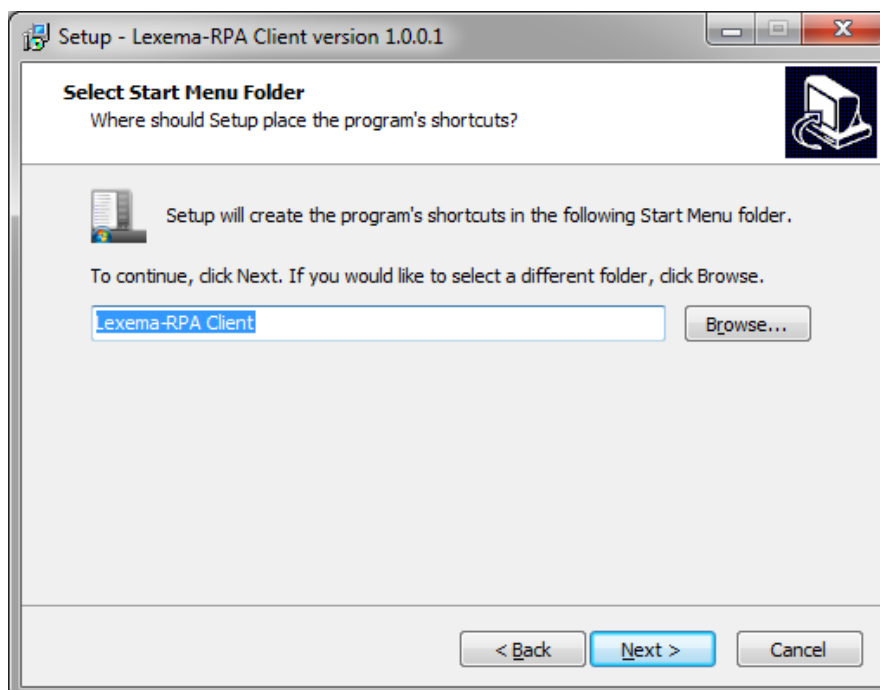 Setup - Lexema-RPA Client version 1.0.0.1
Select Start Menu Folder
Where should Setup place the program's shortcuts?
Setup will create the program's shortcuts in the following Start Menu folder.
To continue, click Next. If you would like to select a different folder, click Browse.
Lexema-RPA Client
Browse...
< Back
Next >
Cancel